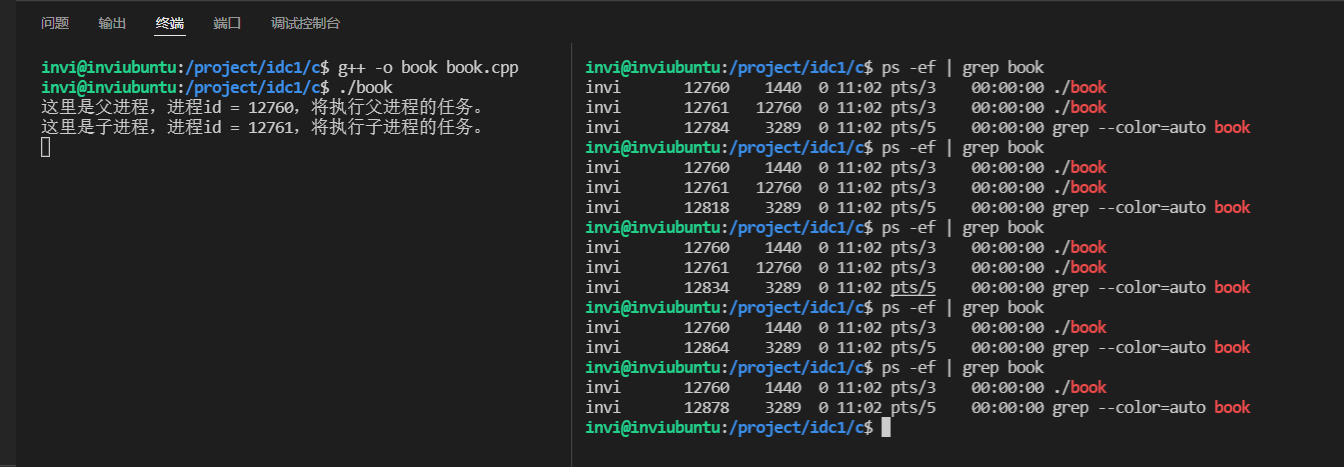 问题 输出 终端 端口 调试控制台
invi@inviubuntu:/project/idc1/c$ g++ -o book book.cpp
invi@inviubuntu:/project/idc1/c$ ./book
这里是父进程，进程id = 12760，将执行父进程的任务。
这里是子进程，进程id = 12761，将执行子进程的任务。
invi@inviubuntu:/project/idc1/c$ ps -ef | grep book
invi 12760 1440 0 11:02 pts/3 00:00:00 ./book
invi 12761 12760 0 11:02 pts/3 00:00:00 ./book
invi 12784 3289 0 11:02 pts/5 00:00:00 grep --color=auto book
invi@inviubuntu:/project/idc1/c$ ps -ef | grep book
invi 12760 1440 0 11:02 pts/3 00:00:00 ./book
invi 12761 12760 0 11:02 pts/3 00:00:00 ./book
invi 12818 3289 0 11:02 pts/5 00:00:00 grep --color=auto book
invi@inviubuntu:/project/idc1/c$ ps -ef | grep book
invi 12760 1440 0 11:02 pts/3 00:00:00 ./book
invi 12761 12760 0 11:02 pts/3 00:00:00 ./book
invi 12834 3289 0 11:02 pts/5 00:00:00 grep --color=auto book
invi@inviubuntu:/project/idc1/c$ ps -ef | grep book
invi 12760 1440 0 11:02 pts/3 00:00:00 ./book
invi 12864 3289 0 11:02 pts/5 00:00:00 grep --color=auto book
invi@inviubuntu:/project/idc1/c$ ps -ef | grep book
invi 12760 1440 0 11:02 pts/3 00:00:00 ./book
invi 12878 3289 0 11:02 pts/5 00:00:00 grep --color=auto book
invi@inviubuntu:/project/idc1/c$